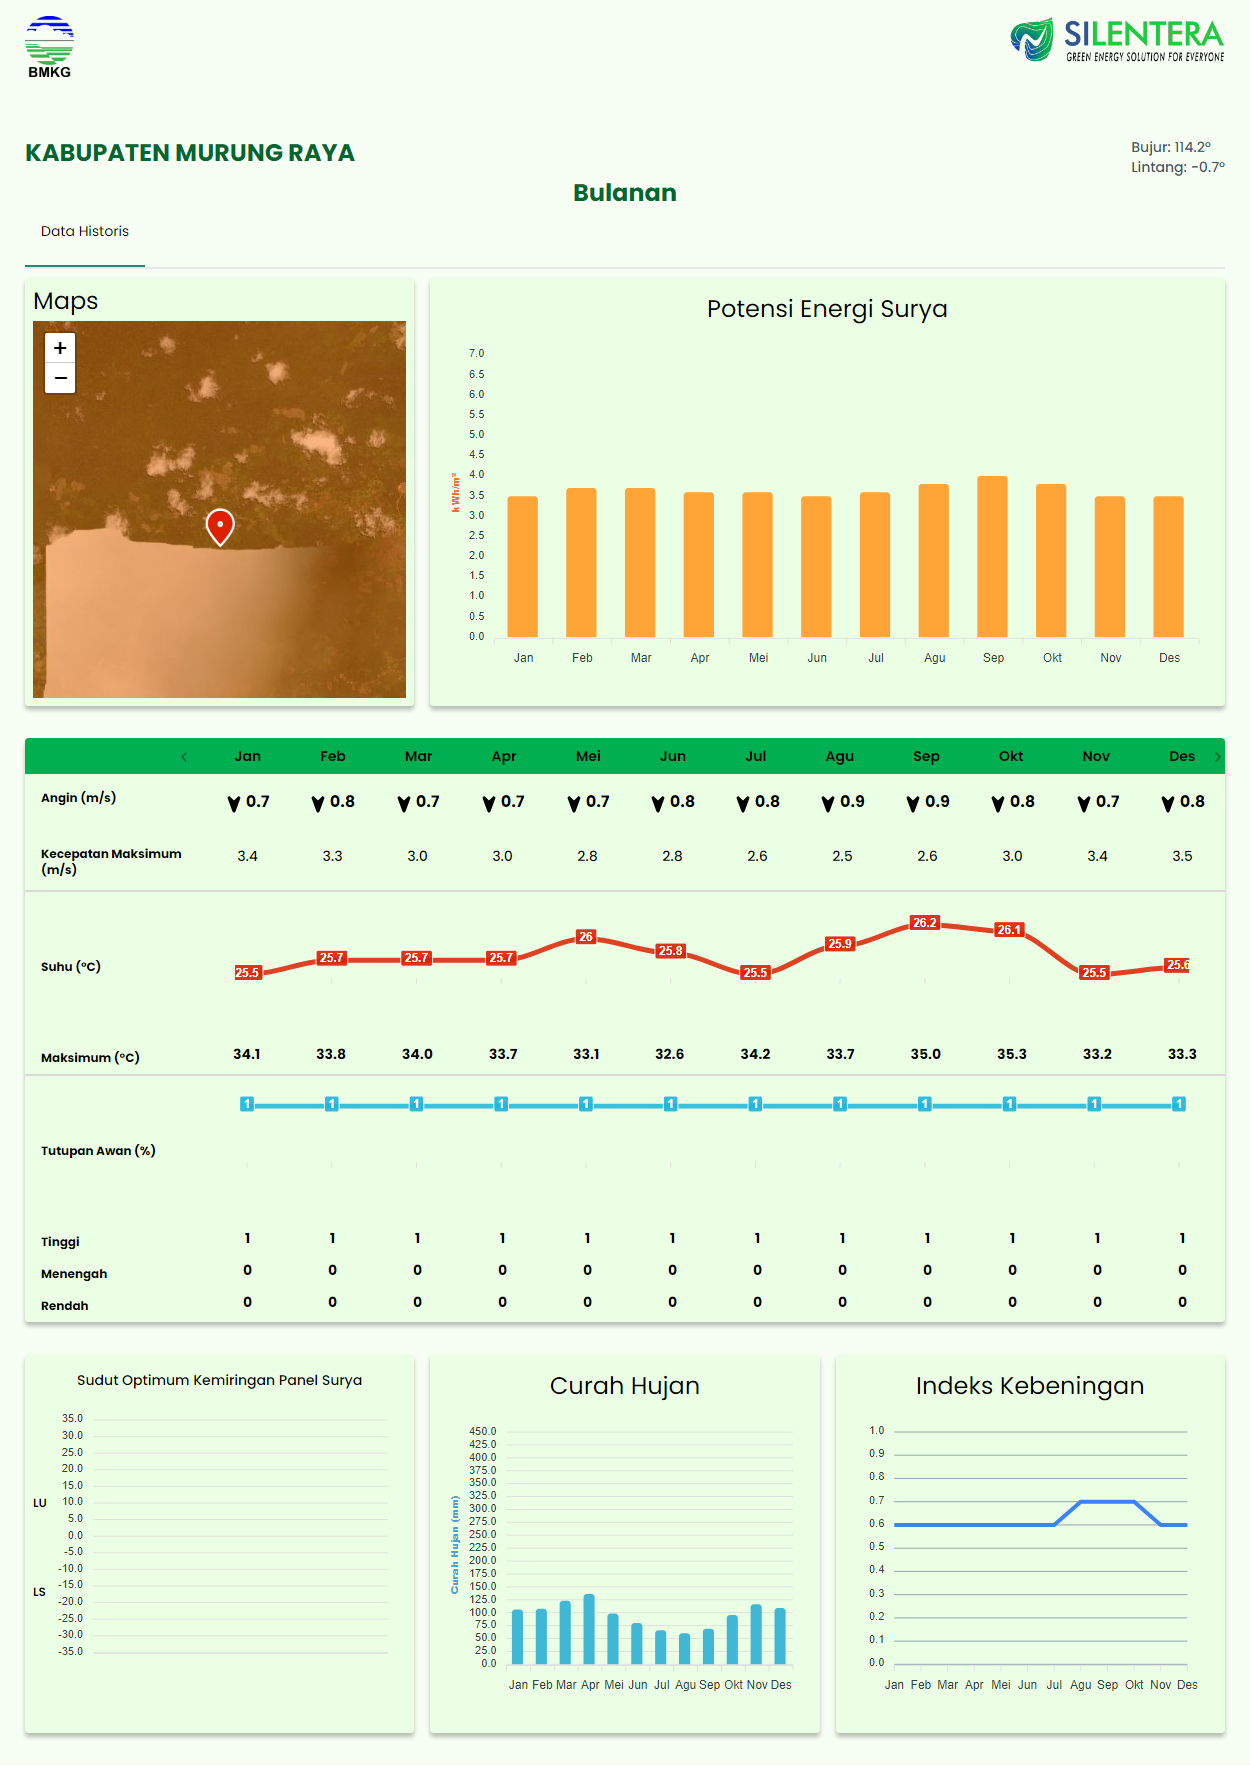 BMKG
SILENTERA
GREEN ENERGY SOLUTION FOR EVERYONE
KABUPATEN MURUNG RAYA
Bujur: 114.2°
Lintang: -0.7°
Bulanan
Data Historis
Maps
+
−
Potensi Energi Surya
7.0
6.5
6.0
5.5
5.0
4.5
4.0
3.5
3.0
2.5
2.0
1.5
1.0
0.5
0.0
kWh/m²
Jan Feb Mar Apr Mei Jun Jul Agu Sep Okt Nov Des
< Jan Feb Mar Apr Mei Jun Jul Agu Sep Okt Nov Des >
Angin (m/s) 0.7 0.8 0.7 0.7 0.7 0.8 0.8 0.9 0.9 0.8 0.7 0.8
Kecepatan Maksimum 3.4 3.3 3.0 3.0 2.8 2.8 2.6 2.5 2.6 3.0 3.4 3.5
(m/s)
Suhu (°C) 25.5 25.7 25.7 25.7 26 25.8 25.5 25.9 26.2 26.1 25.5 25.6
Maksimum (°C) 34.1 33.8 34.0 33.7 33.1 32.6 34.2 33.7 35.0 35.3 33.2 33.3
1 1 1 1 1 1 1 1 1 1 1 1
Tutupan Awan (%)
Tinggi 1 1 1 1 1 1 1 1 1 1 1 1
Menengah 0 0 0 0 0 0 0 0 0 0 0 0
Rendah 0 0 0 0 0 0 0 0 0 0 0 0
Sudut Optimum Kemiringan Panel Surya
35.0
30.0
25.0
20.0
15.0
LU 10.0
5.0
0.0
-5.0
-10.0
LS -15.0
-20.0
-25.0
-30.0
-35.0
Curah Hujan
450.0
425.0
400.0
375.0
350.0
325.0
300.0
275.0
250.0
225.0
200.0
175.0
150.0
125.0
100.0
75.0
50.0
25.0
0.0
Curah Hujan (mm)
Jan Feb Mar Apr Mei Jun Jul Agu Sep Okt Nov Des
Indeks Kebeningan
1.0
0.9
0.8
0.7
0.6
0.5
0.4
0.3
0.2
0.1
0.0
Jan Feb Mar Apr Mei Jun Jul Agu Sep Okt Nov Des